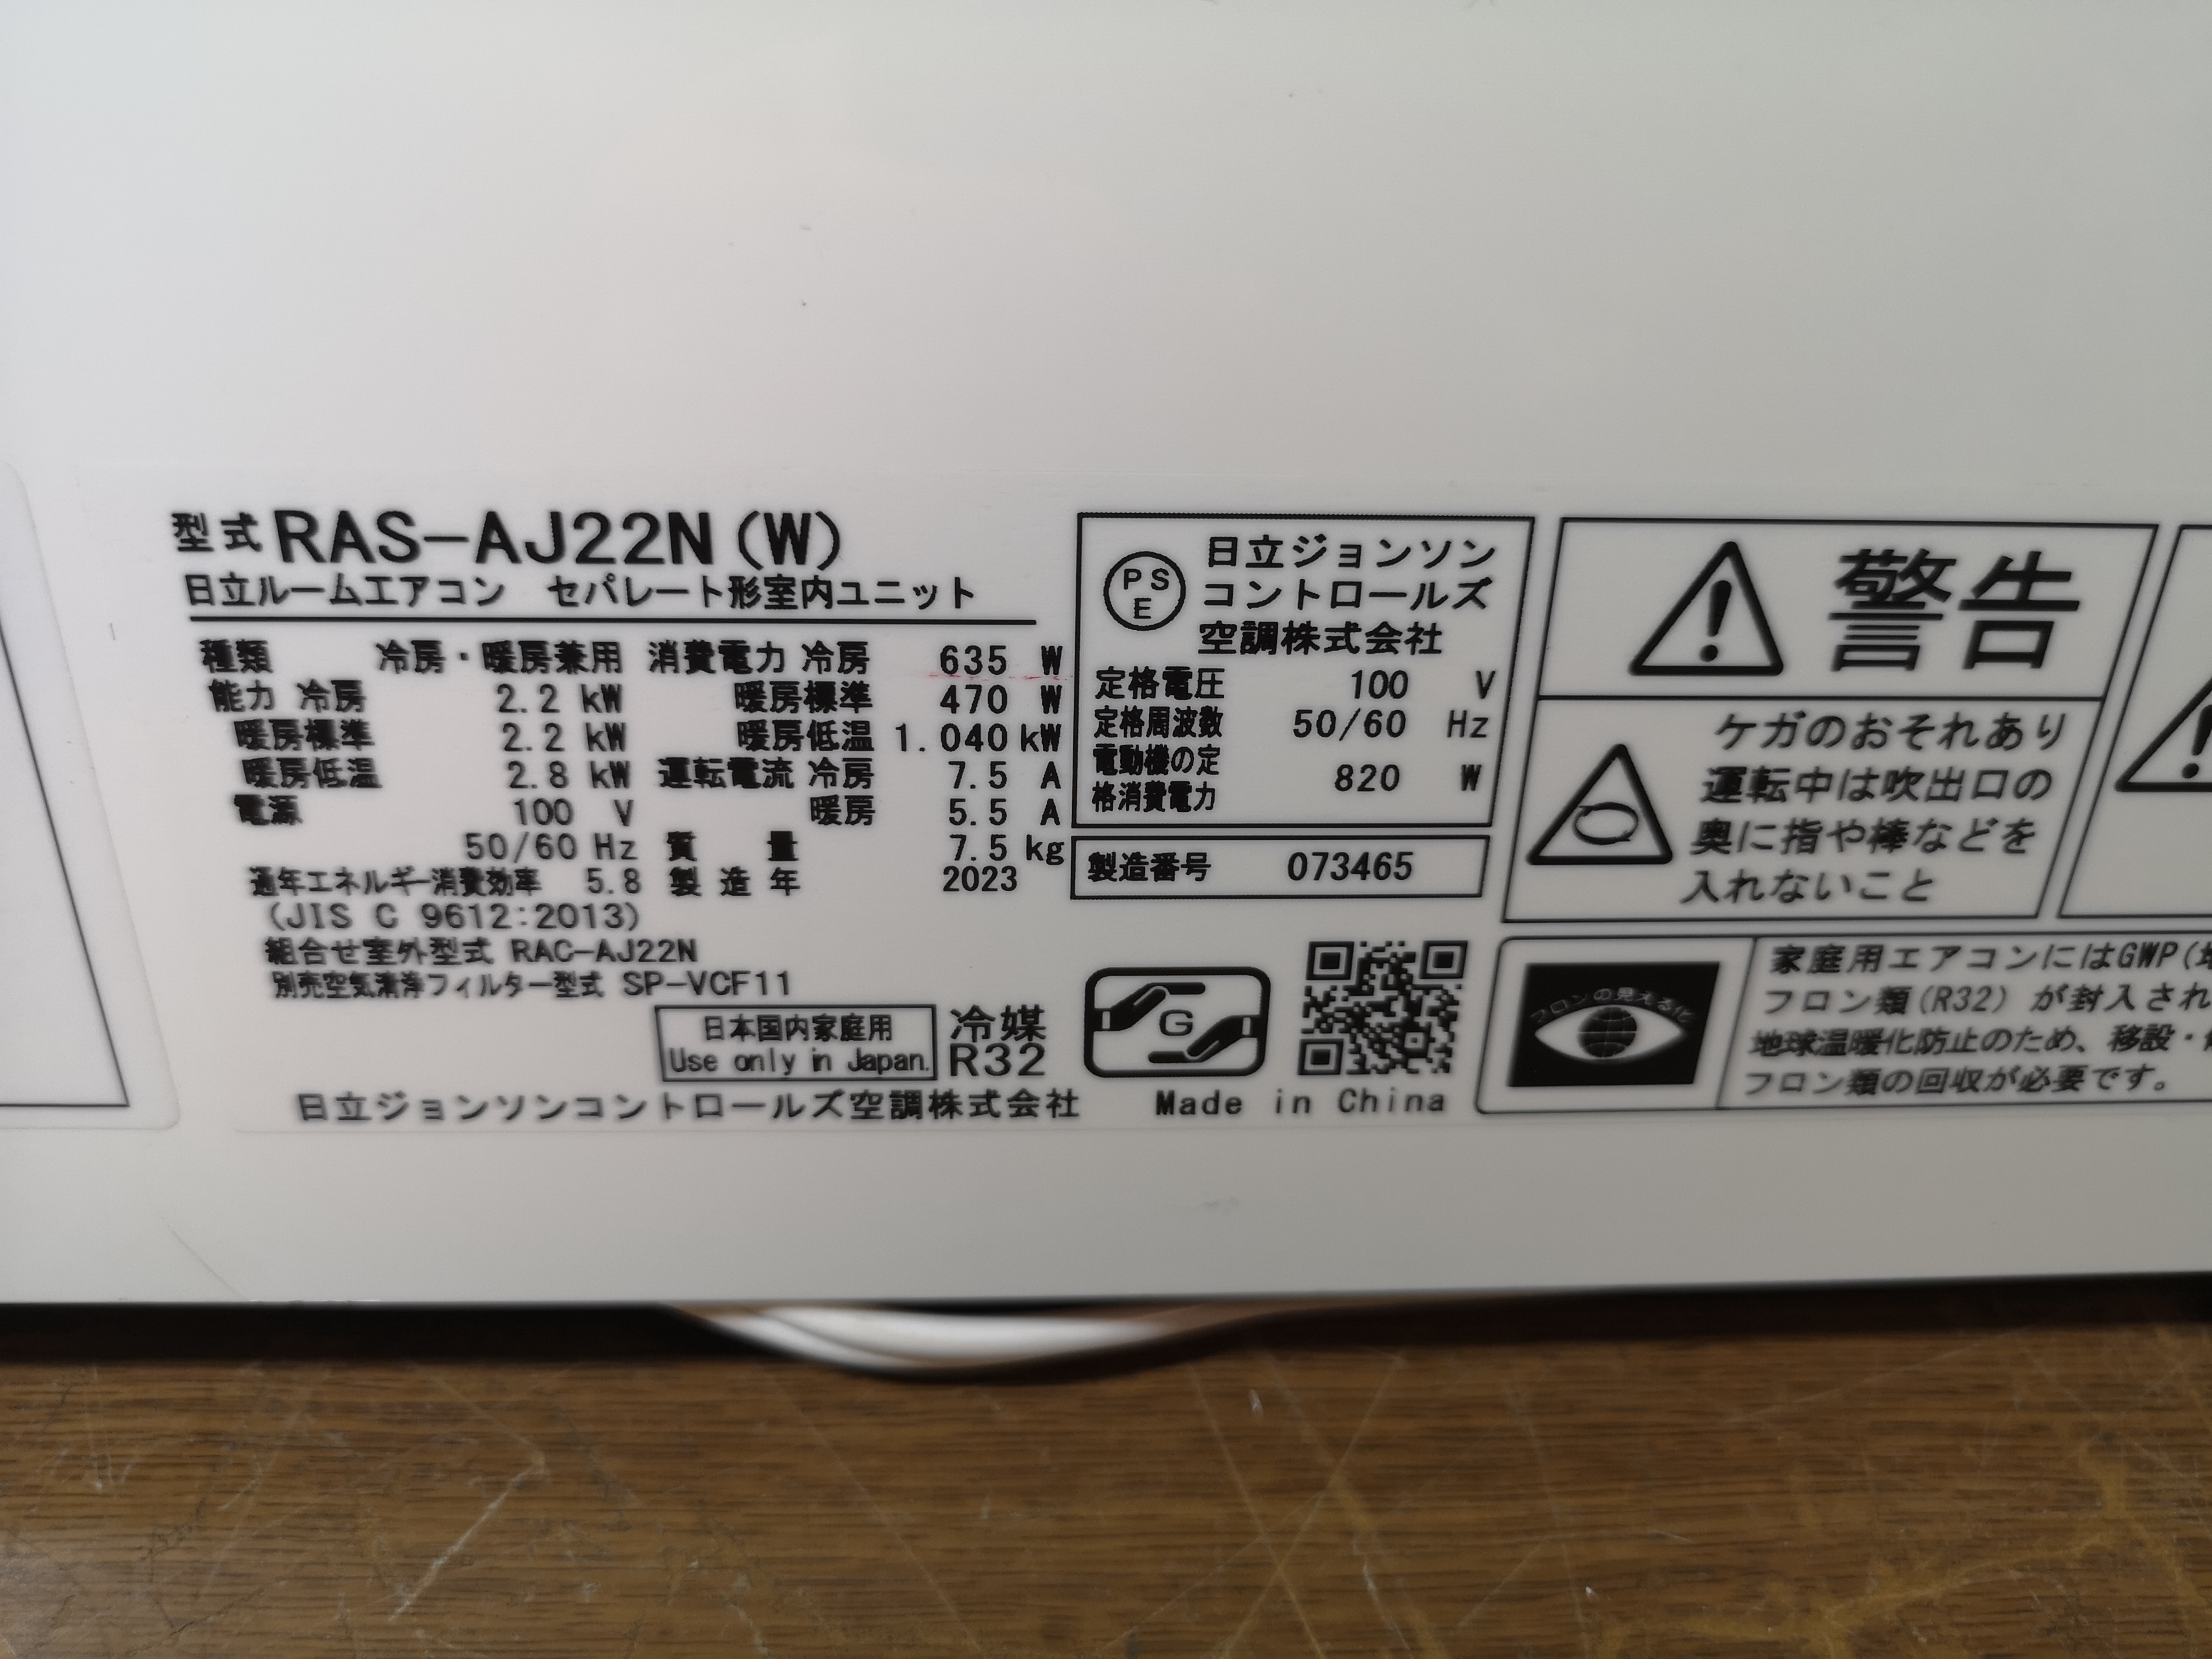 型式 RAS-AJ22N(W)
日立ルームエアコン セパレート形室内ユニット
種類 冷房・暖房兼用 消費電力 冷房 635 W
能力 冷房 2.2 kW 暖房標準 470 W
暖房標準 2.2 kW 暖房低温 1.040 kW
暖房低温 2.8 kW 運転電流 冷房 7.5 A
電源 100 V 暖房 5.5 A
50/60 Hz 質量 7.5 kg
通年エネルギー消費効率 5.8 製造年 2023
(JIS C 9612:2013)
組合せ室外型式 RAC-AJ22N
別売空気清浄フィルター型式 SP-VCF11
日本国内家庭用
Use only in Japan.
冷媒
R32
日立ジョンソンコントロールズ空調株式会社 Made in China
PS
E
日立ジョンソン
コントロールズ
空調株式会社
定格電圧 100 V
定格周波数 50/60 Hz
電動機の定
格消費電力 820 W
製造番号 073465
G
警告
ケガのおそれあり
運転中は吹出口の
奥に指や棒などを
入れないこと
フロンの見える化
家庭用エアコンにはGWP(
フロン類(R32) が封入され
地球温暖化防止のため、移設・
フロン類の回収が必要です。